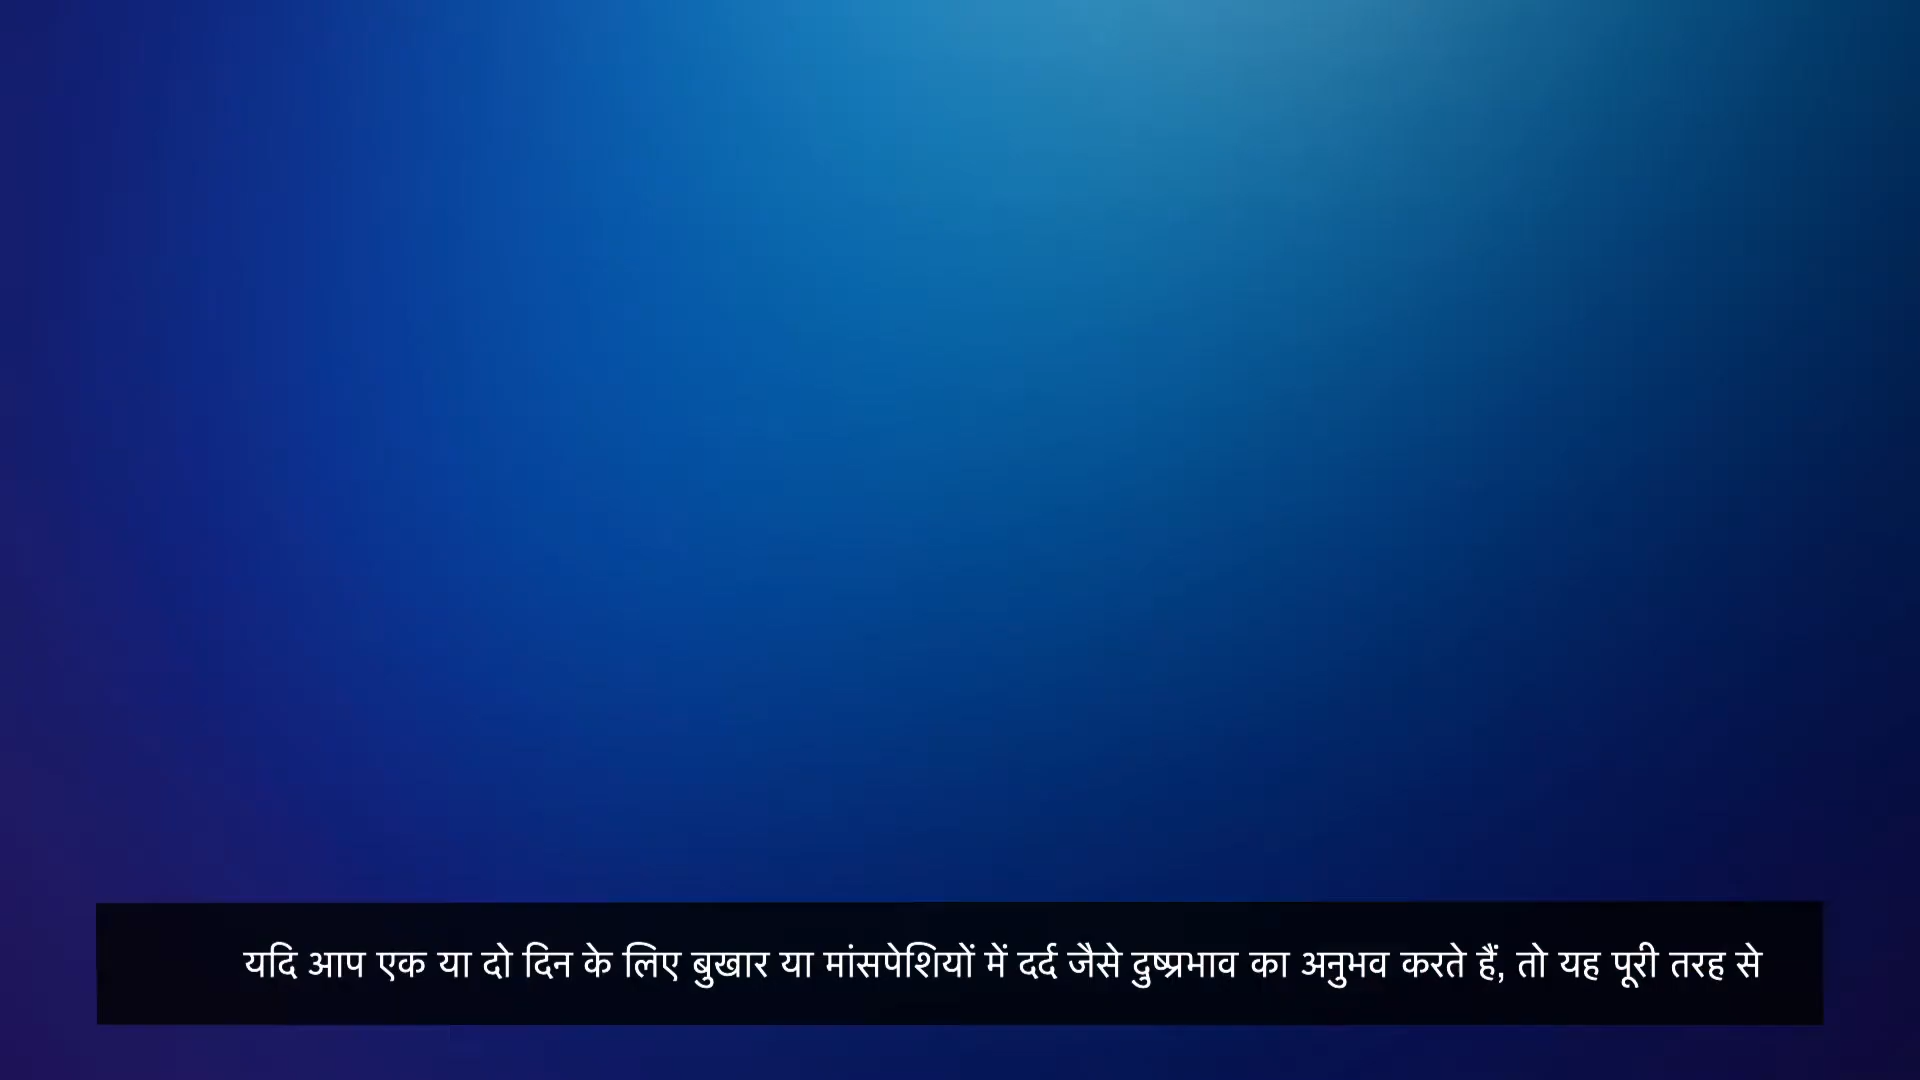 यदि आप एक या दो दिन के लिए बुखार या मांसपेशियों में दर्द जैसे दुष्प्रभाव का अनुभव करते हैं, तो यह पूरी तरह से